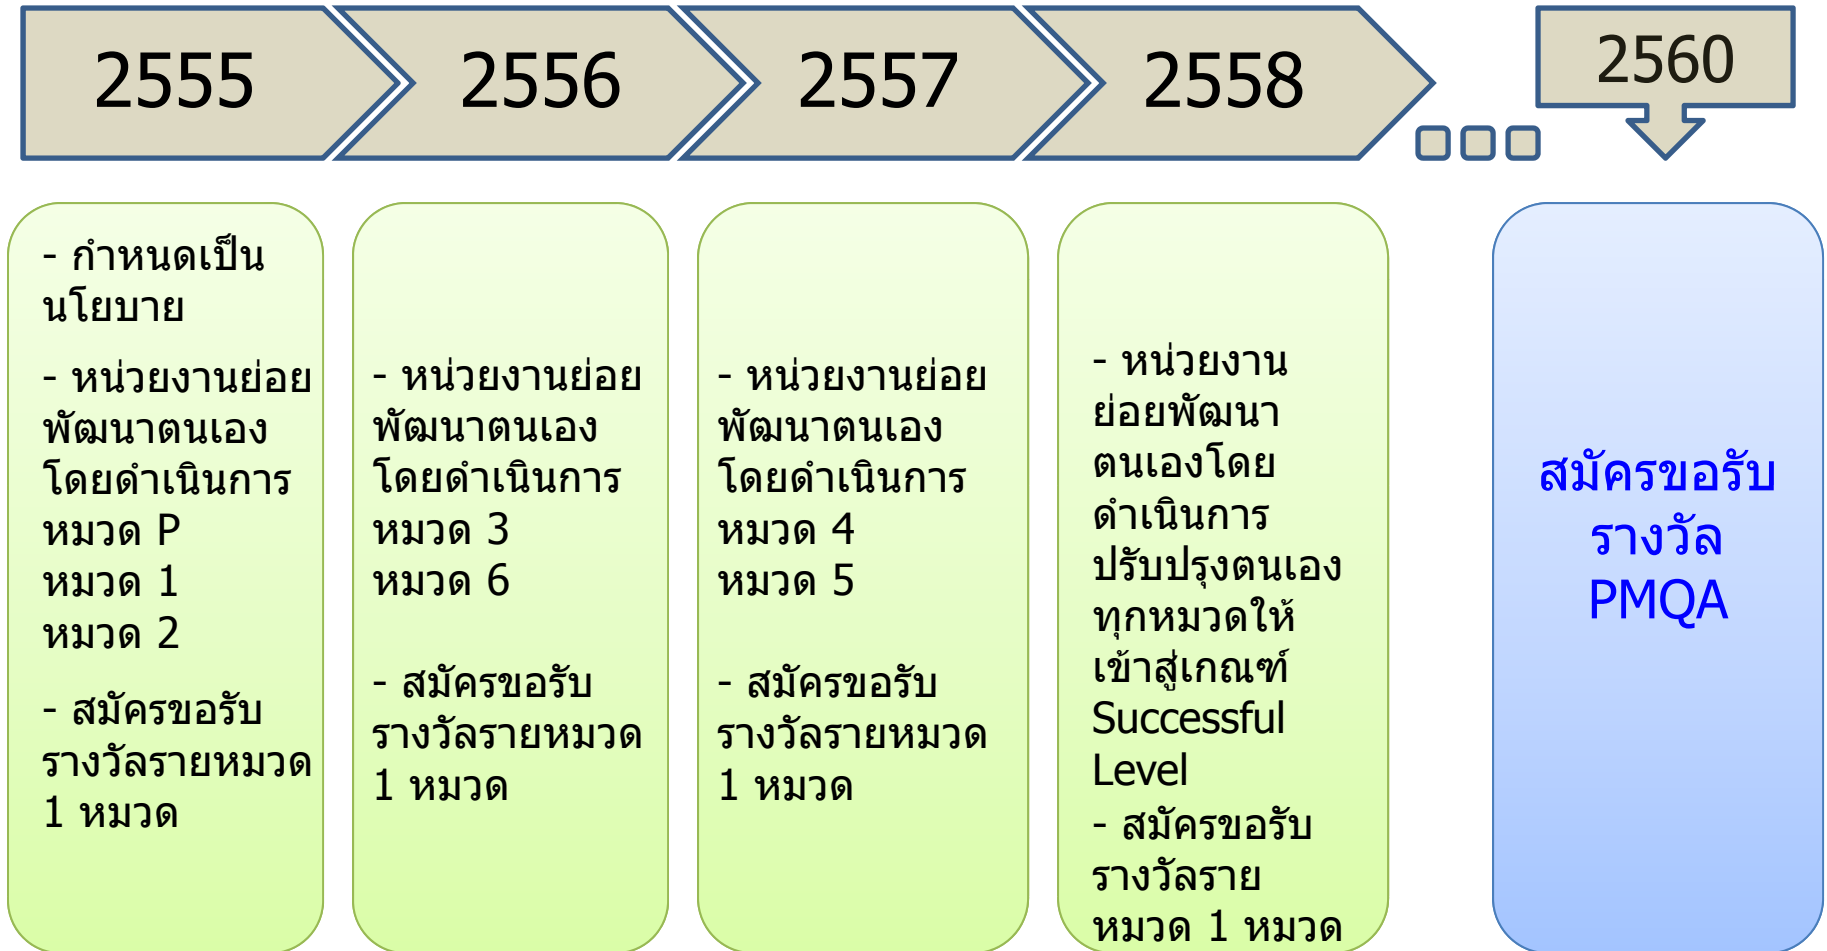 2555
2556
2557
2558
2560
- กำหนดเป็น
นโยบาย
- หน่วยงานย่อย
พัฒนาตนเอง
โดยดำเนินการ
หมวด P
หมวด 1
หมวด 2
- สมัครขอรับ
รางวัลรายหมวด
1 หมวด
- หน่วยงานย่อย
พัฒนาตนเอง
โดยดำเนินการ
หมวด 3
หมวด 6
- สมัครขอรับ
รางวัลรายหมวด
1 หมวด
- หน่วยงานย่อย
พัฒนาตนเอง
โดยดำเนินการ
หมวด 4
หมวด 5
- สมัครขอรับ
รางวัลรายหมวด
1 หมวด
- หน่วยงาน
ย่อยพัฒนา
ตนเองโดย
ดำเนินการ
ปรับปรุงตนเอง
ทุกหมวดให้
เข้าสู่เกณฑ์
Successful
Level
- สมัครขอรับ
รางวัลราย
หมวด 1 หมวด
สมัครขอรับ
รางวัล
PMQA